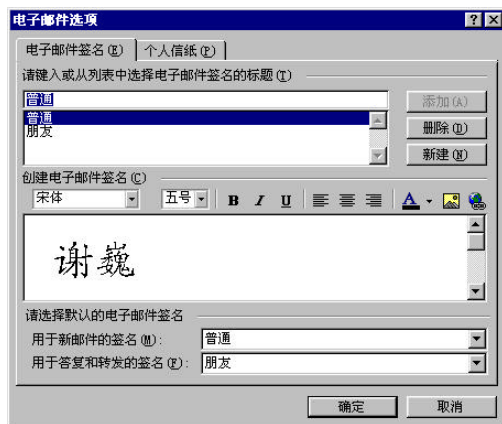 电子邮件选项
电子邮件签名(E) 个人信纸(P)
请键入或从列表中选择电子邮件签名的标题(T)
普通
添加(A)
普通
朋友
删除(D)
新建(N)
创建电子邮件签名(C)
宋体 五号 B I U A
谢巍
请选择默认的电子邮件签名
用于新邮件的签名(M): 普通
用于答复和转发的签名(F): 朋友
确定 取消